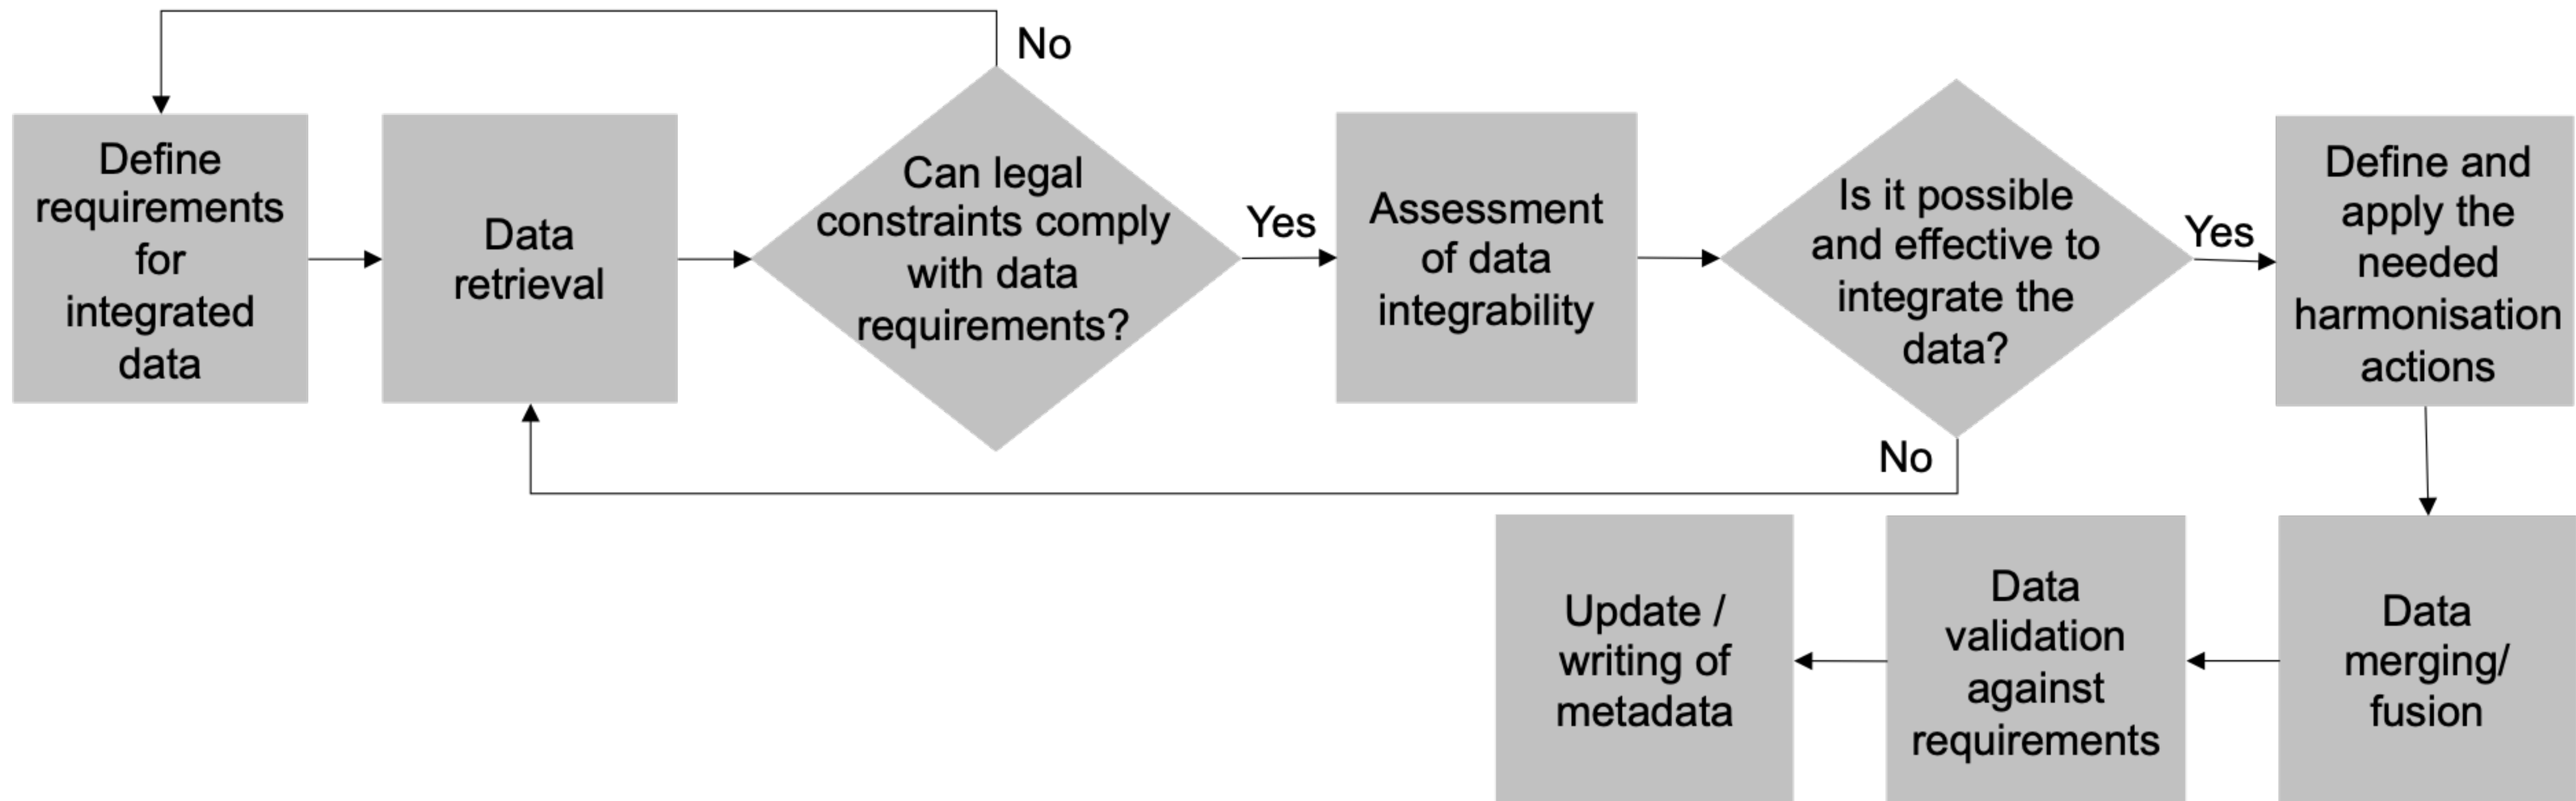 No
Define
requirements
for
integrated
data
Data
retrieval
Can legal
constraints comply
with data
requirements?
Yes
Assessment
of data
integrability
Is it possible
and effective to
integrate the
data?
Yes
Define and
apply the
needed
harmonisation
actions
No
Update /
writing of
metadata
Data
validation
against
requirements
Data
merging/
fusion